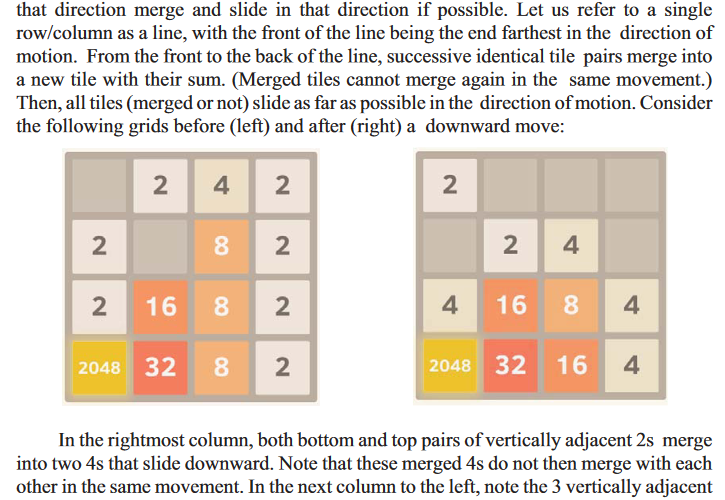 that direction merge and slide in that direction if possible. Let us refer to a single
row/column as a line, with the front of the line being the end farthest in the direction of
motion. From the front to the back of the line, successive identical tile pairs merge into
a new tile with their sum. (Merged tiles cannot merge again in the same movement.)
Then, all tiles (merged or not) slide as far as possible in the direction of motion. Consider
the following grids before (left) and after (right) a downward move:
2 4 2
2 8 2
2 16 8 2
2048 32 8 2
2
2 4
4 16 8 4
2048 32 16 4
In the rightmost column, both bottom and top pairs of vertically adjacent 2s merge
into two 4s that slide downward. Note that these merged 4s do not then merge with each
other in the same movement. In the next column to the left, note the 3 vertically adjacent